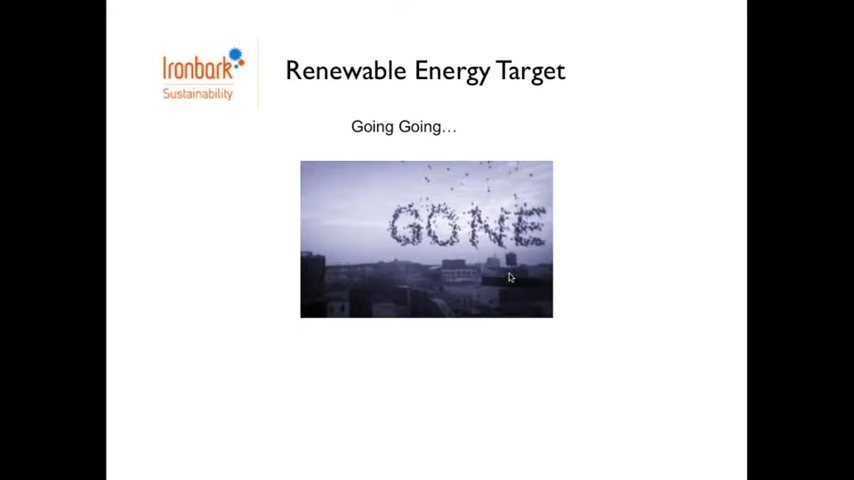 Ironbark
Sustainability
Renewable Energy Target
Going Going…
GONE